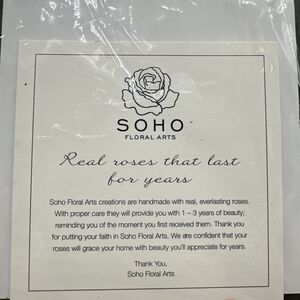 SOHO
FLORAL ARTS
Real roses that last
for years
Soho Floral Arts creations are handmade with real, everlasting roses.
With proper care they will provide you with 1 – 3 years of beauty;
reminding you of the moment you first received them. Thank you
for putting faith in Soho Floral Arts. We are confident that your
roses will grace your home with beauty you'll appreciate for years.
Thank You,
Soho Floral Arts